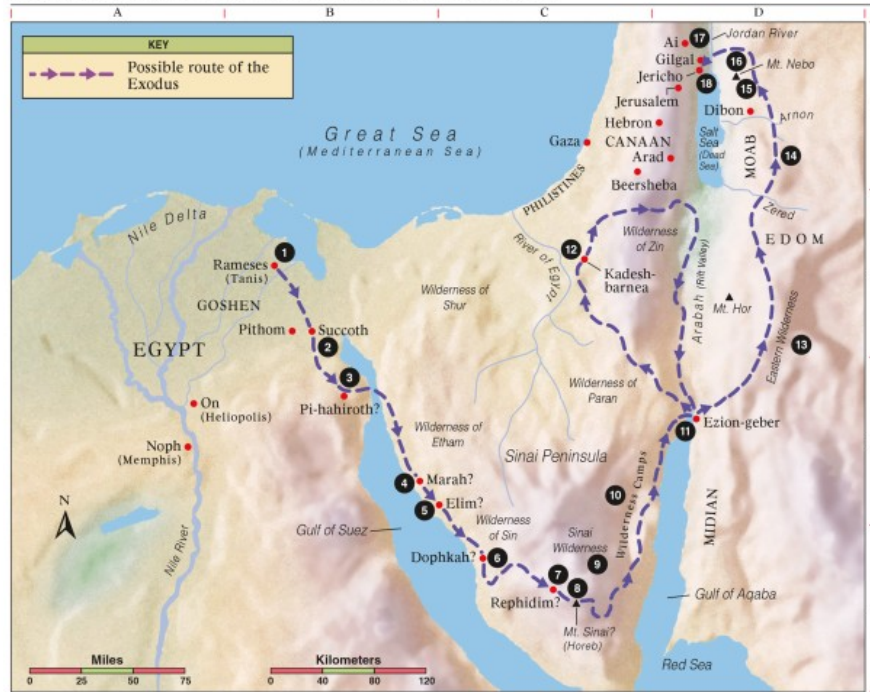 A B C D
KEY
Possible route of the
Exodus
Great Sea
(Mediterranean Sea)
17
Jordan River
Ai
Gilgal
16
Mt. Nebo
Jericho
18
15
Jerusalem
Dibon
Arnon
Hebron
Gaza
CANAAN
Salt
Sea
(Dead
Sea)
MOAB
14
Arad
Beersheba
PHILISTINES
Zered
Nile Delta
1
Rameses
(Tanis)
River of Egypt
12
Wilderness
of Zin
EDOM
Kadesh-
barnea
Wilderness of
Shur
Arabah (Rift Valley)
Mt. Hor
GOSHEN
Pithom
Succoth
2
EGYPT
Eastern Wilderness
13
3
Pi-hahiroth?
Wilderness of
Paran
On
(Heliopolis)
Noph
(Memphis)
Wilderness of
Etham
11
Ezion-geber
Sinai Peninsula
4
Marah?
5
Elim?
10
Wilderness Camps
N
Gulf of Suez
Wilderness
of Sin
MIDIAN
Sinai
Wilderness
Nile River
Dophkah?
6
7
9
8
Rephidim?
Gulf of Aqaba
Mt. Sinai?
(Horeb)
Red Sea
Miles
0 25 50 75
Kilometers
0 40 80 120